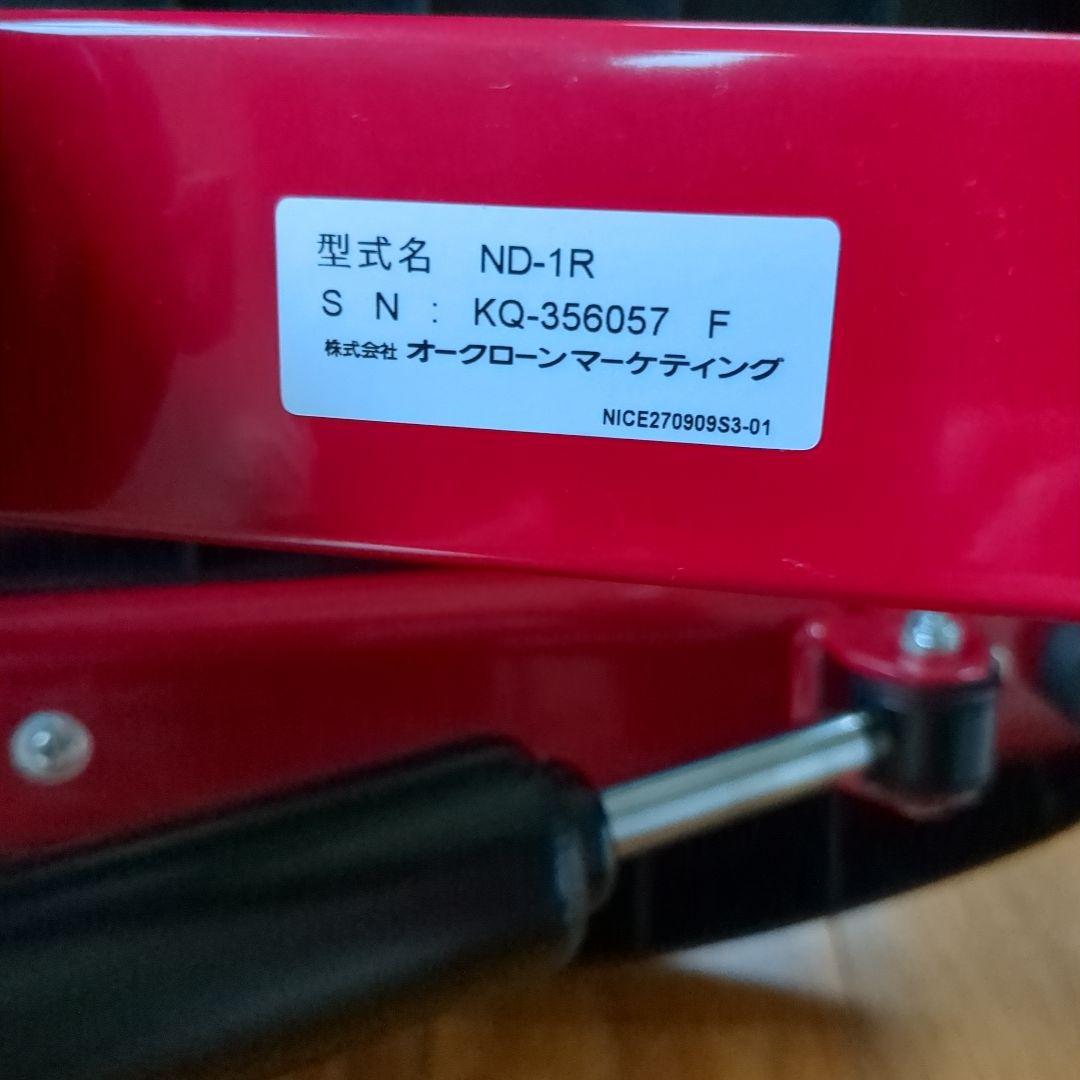 型式名 ND-1R
S N : KQ-356057 F
株式会社 オークローンマーケティング
NICE270909S3-01